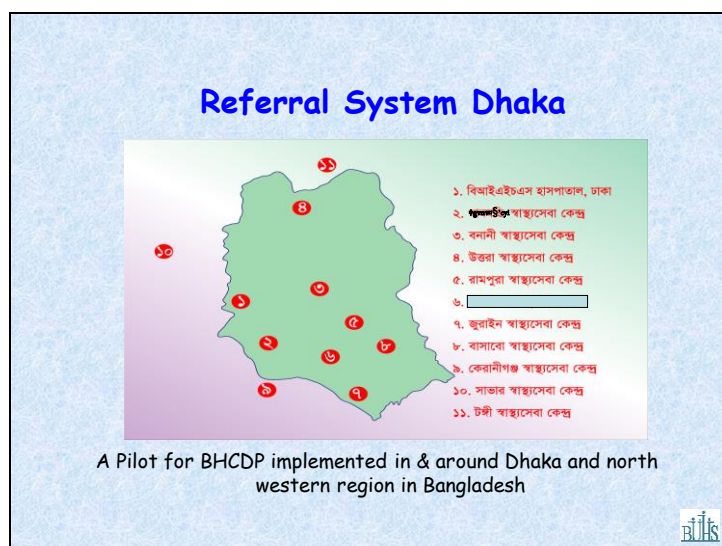 Referral System Dhaka
১১
৪
১০
৩
১
৫
২
৮
৬
৯
৭
১. বিআইএইচএস হাসপাতাল, ঢাকা
২. স্বাস্থ্যসেবা কেন্দ্র
৩. বনানী স্বাস্থ্যসেবা কেন্দ্র
৪. উত্তরা স্বাস্থ্যসেবা কেন্দ্র
৫. রামপুরা স্বাস্থ্যসেবা কেন্দ্র
৬.
৭. জুরাইন স্বাস্থ্যসেবা কেন্দ্র
৮. বাসাবো স্বাস্থ্যসেবা কেন্দ্র
৯. কেরানীগঞ্জ স্বাস্থ্যসেবা কেন্দ্র
১০. সাভার স্বাস্থ্যসেবা কেন্দ্র
১১. টঙ্গী স্বাস্থ্যসেবা কেন্দ্র
A Pilot for BHCDP implemented in & around Dhaka and north
western region in Bangladesh
BUHS